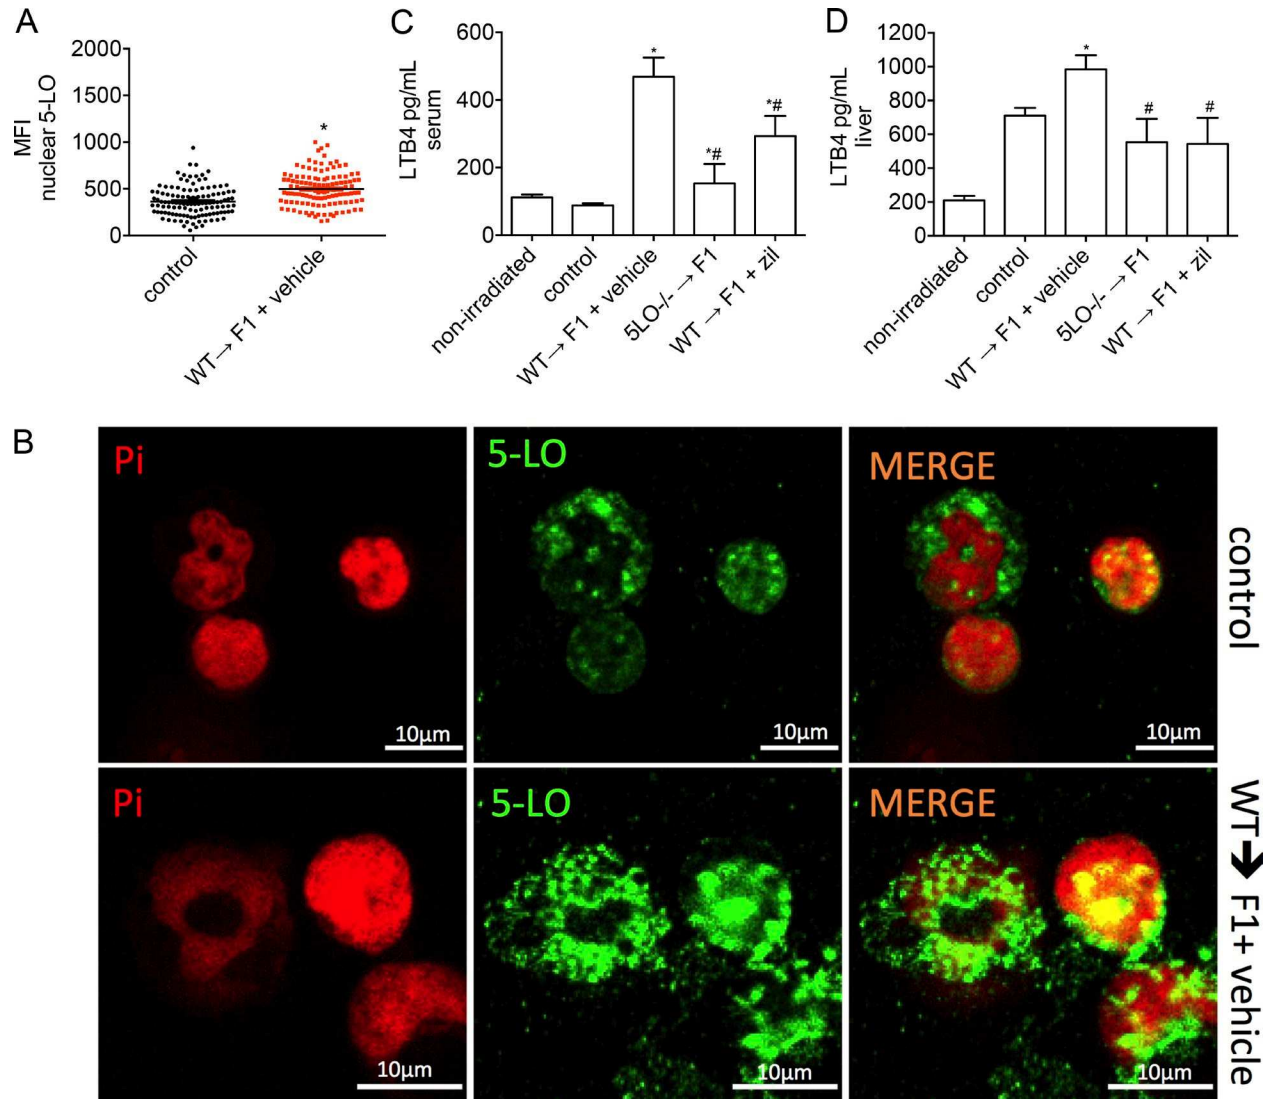 A
MFI
nuclear 5-LO
2000
1500
1000
500
0
*
control
WT→ F1 + vehicle
C
LTB4 pg/mL
serum
600
400
200
0
*
*#
*#
non-irradiated
control
WT→ F1 + vehicle
5LO-/- → F1
WT → F1 + zil
D
LTB4 pg/mL
liver
1200
1000
800
600
400
200
0
*
#
#
non-irradiated
control
WT→ F1 + vehicle
5LO-/- → F1
WT → F1 + zil
B
Pi
10µm
5-LO
10µm
MERGE
10µm
control
Pi
10µm
5-LO
10µm
MERGE
10µm
WT➔ F1+ vehicle